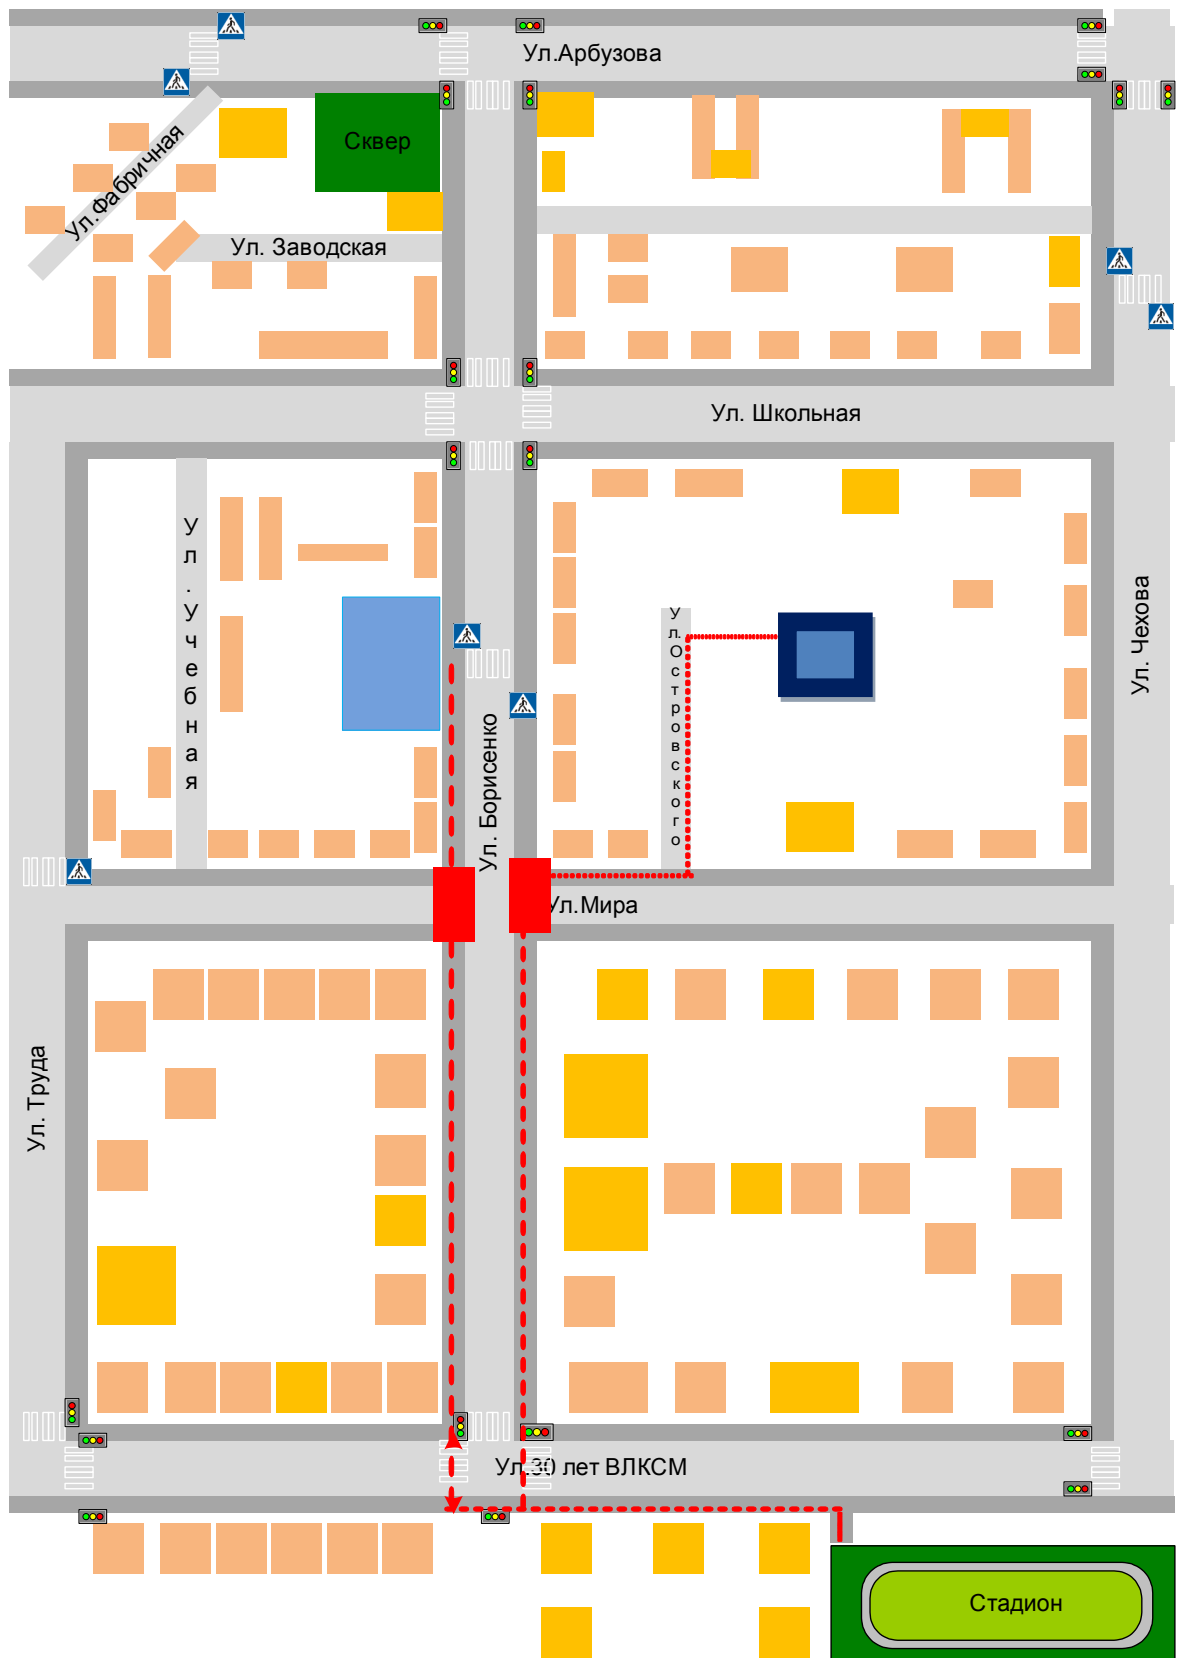 Ул.Арбузова
Сквер
Ул.Фабричная
Ул. Заводская
Ул. Школьная
Ул.Учебная
Ул.Островского
Ул. Чехова
Ул. Борисенко
Ул.Мира
Ул. Труда
Ул.30 лет ВЛКСМ
Стадион